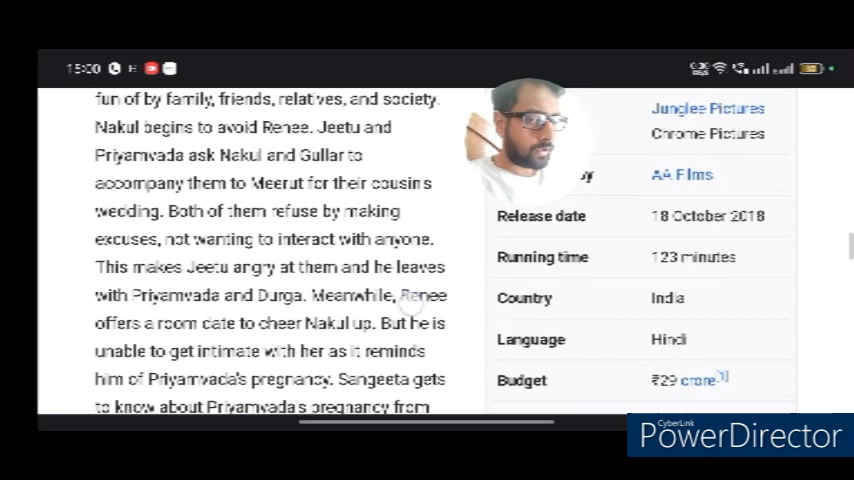 15:00
fun of by family, friends, relatives, and society.
Nakul begins to avoid Renee. Jeetu and
Priyamvada ask Nakul and Gullar to
accompany them to Meerut for their cousin's
wedding. Both of them refuse by making
excuses, not wanting to interact with anyone.
This makes Jeetu angry at them and he leaves
with Priyamvada and Durga. Meanwhile, Renee
offers a room date to cheer Nakul up. But he is
unable to get intimate with her as it reminds
him of Priyamvada's pregnancy. Sangeeta gets
to know about Priyamvada's pregnancy from
Junglee Pictures
Chrome Pictures
by AA Films
Release date 18 October 2018
Running time 123 minutes
Country India
Language Hindi
Budget ₹29 crore[1]
CyberLink
PowerDirector